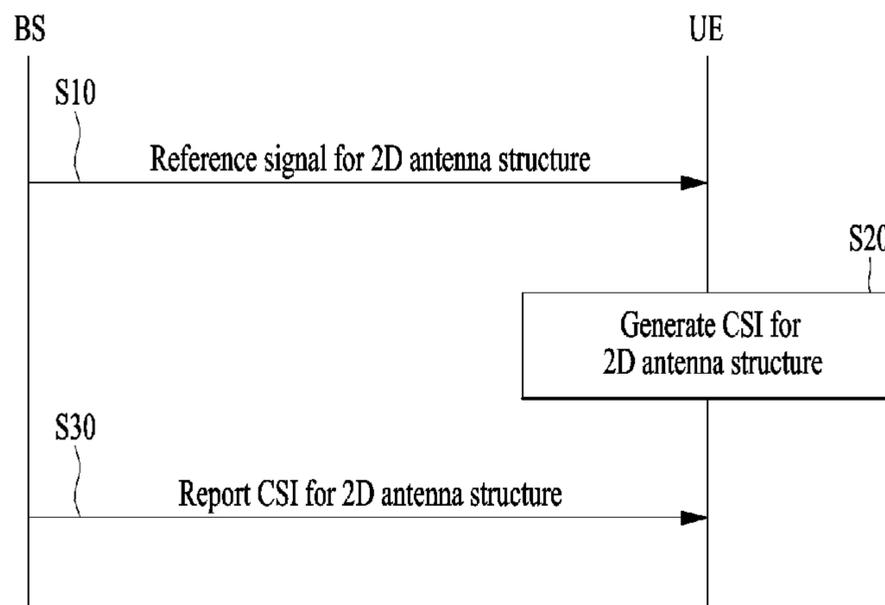 BS
UE
S10
Reference signal for 2D antenna structure
S20
Generate CSI for
2D antenna structure
S30
Report CSI for 2D antenna structure